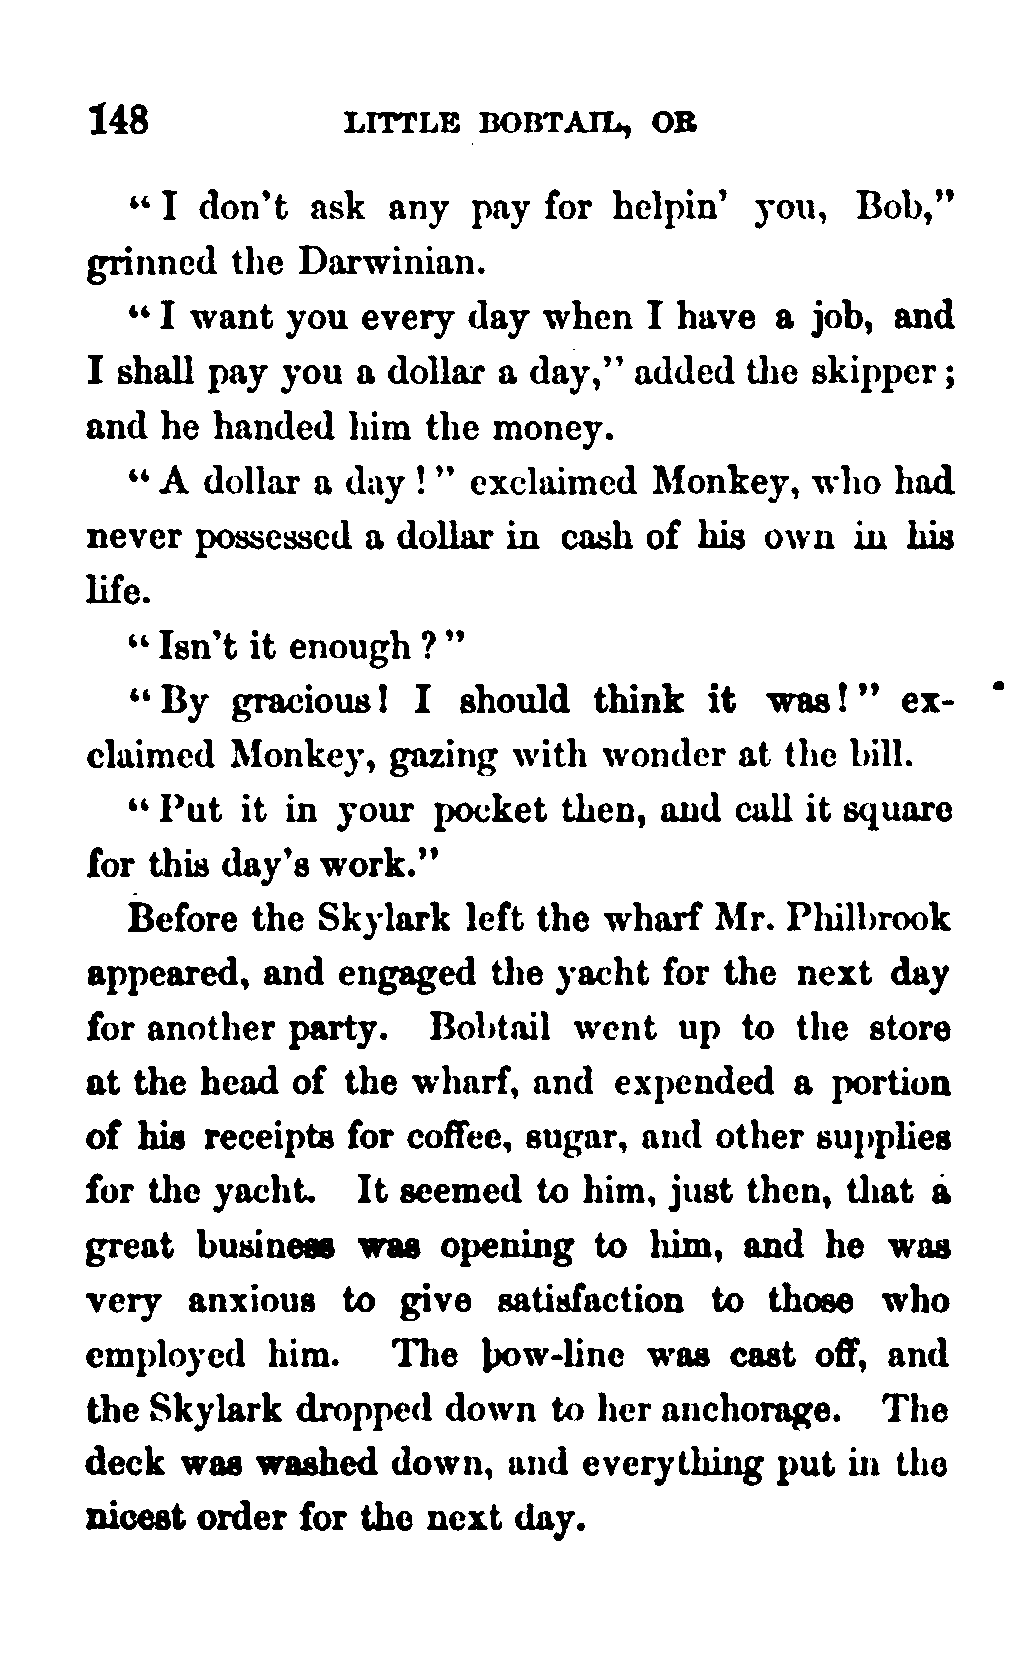 148 LITTLE BOBTAIL, OR
“I don't ask any pay for helpin' you, Bob,”
grinned the Darwinian.
“I want you every day when I have a job, and
I shall pay you a dollar a day,” added the skipper;
and he handed him the money.
“A dollar a day!” exclaimed Monkey, who had
never possessed a dollar in cash of his own in his
life.
“Isn't it enough?”
“By gracious! I should think it was!” ex-
claimed Monkey, gazing with wonder at the bill.
“Put it in your pocket then, and call it square
for this day's work.”
Before the Skylark left the wharf Mr. Philbrook
appeared, and engaged the yacht for the next day
for another party. Bobtail went up to the store
at the head of the wharf, and expended a portion
of his receipts for coffee, sugar, and other supplies
for the yacht. It seemed to him, just then, that a
great business was opening to him, and he was
very anxious to give satisfaction to those who
employed him. The bow-line was cast off, and
the Skylark dropped down to her anchorage. The
deck was washed down, and everything put in the
nicest order for the next day.